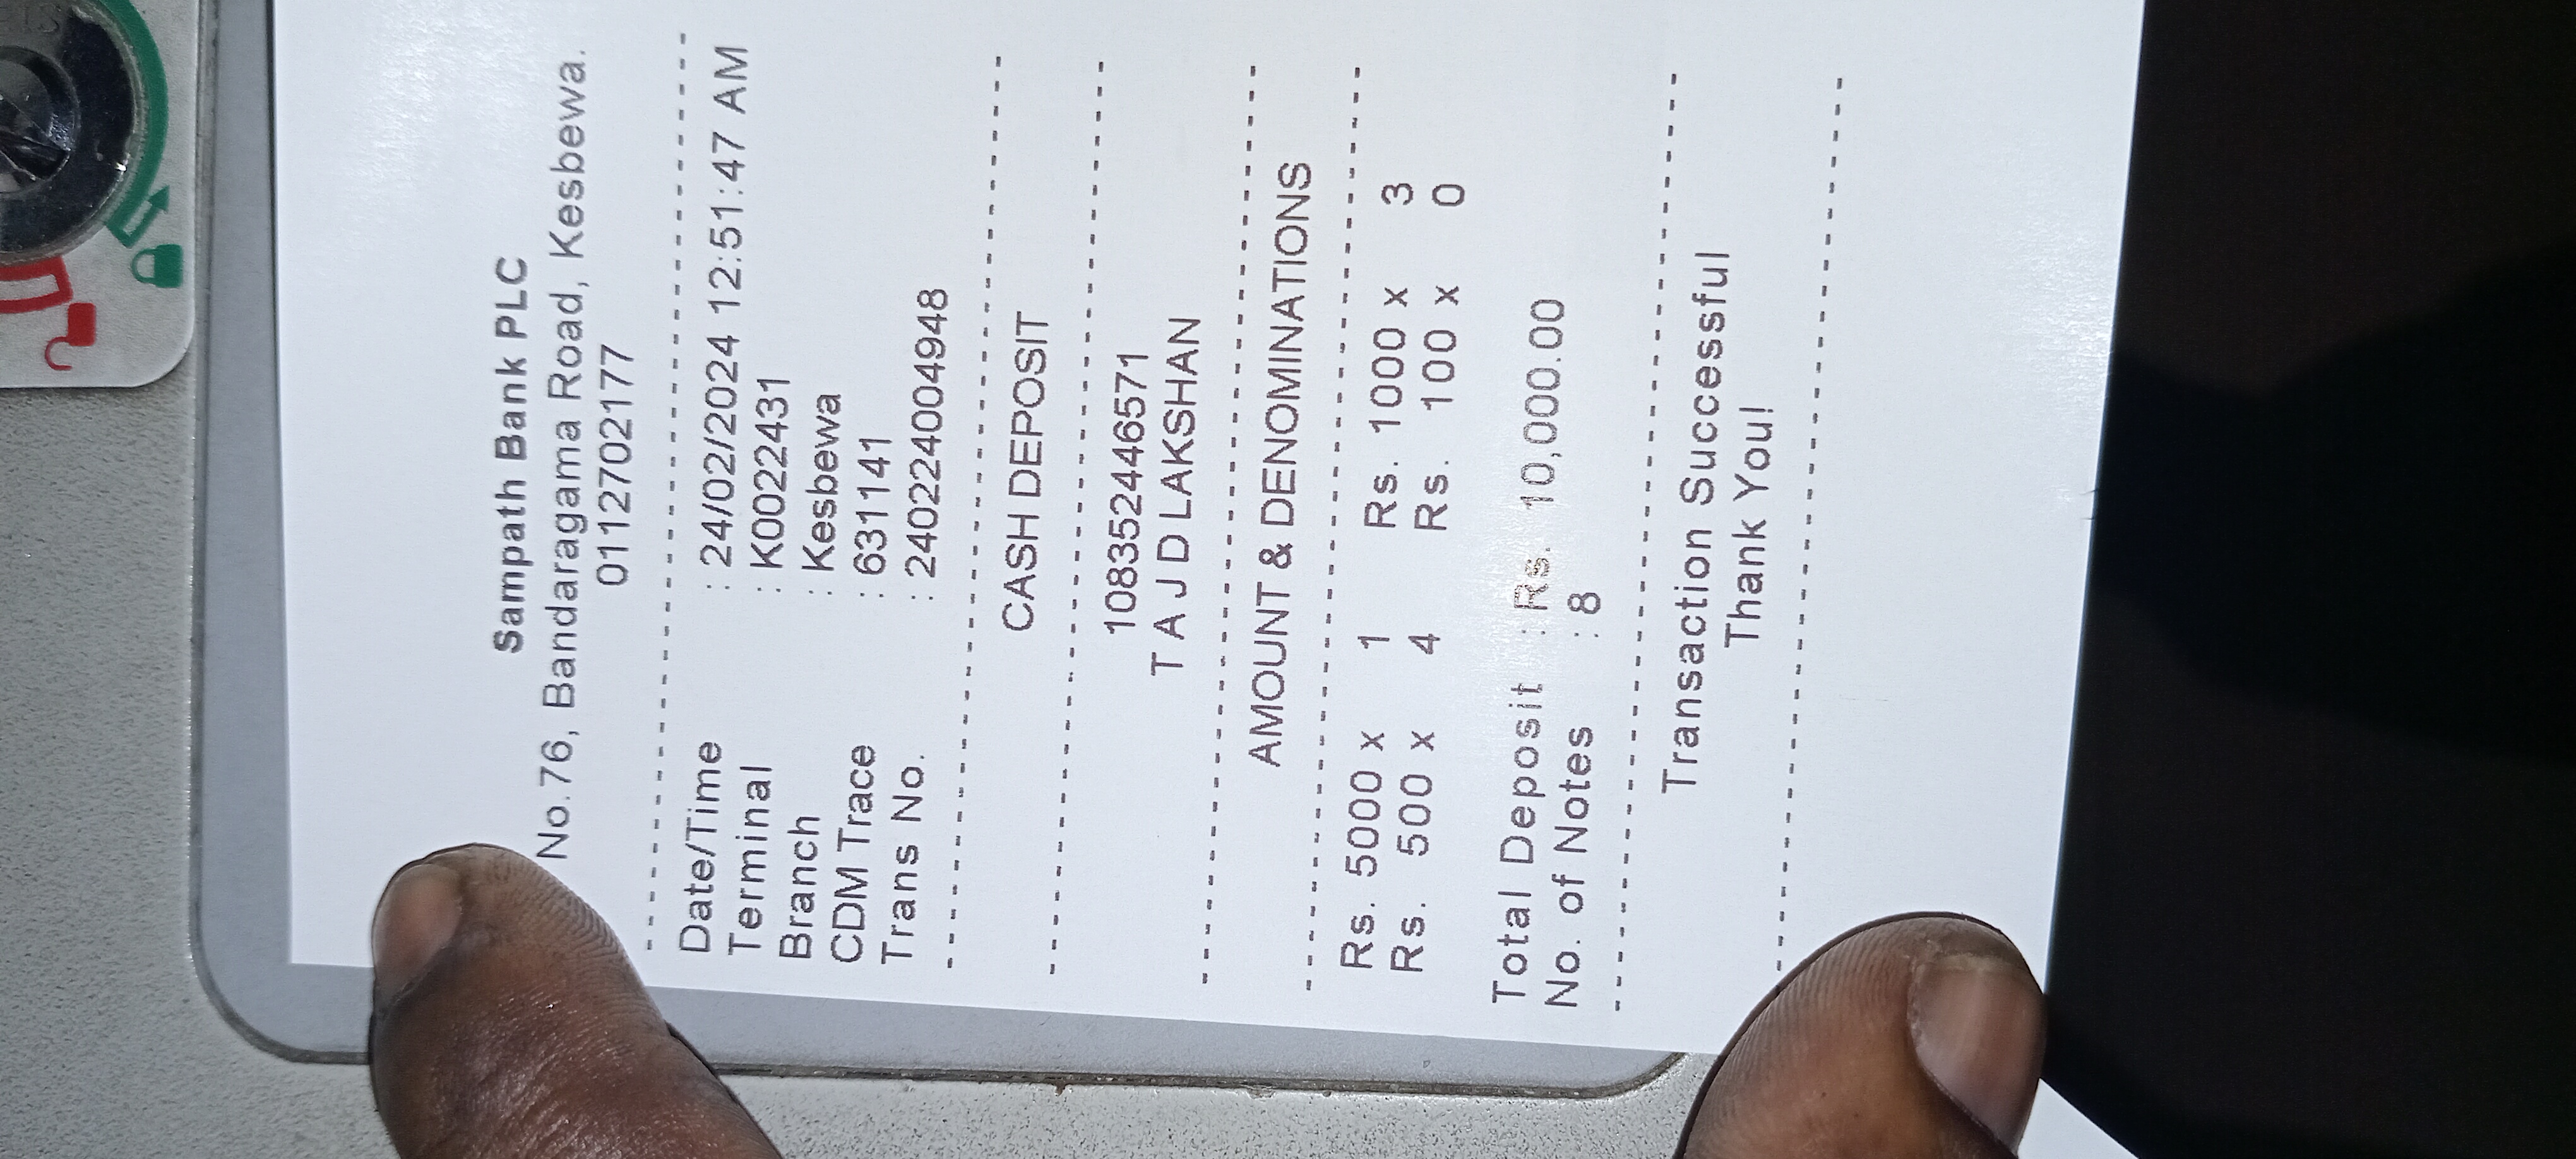 Sampath Bank PLC
No.76, Bandaragama Road, Kesbewa.
0112702177
Date/Time : 24/02/2024 12:51:47 AM
Terminal : K0022431
Branch : Kesbewa
CDM Trace : 631141
Trans No. : 240224004948
CASH DEPOSIT
108352446571
T A J D LAKSHAN
AMOUNT & DENOMINATIONS
Rs. 5000 x 1 Rs. 1000 x 3
Rs. 500 x 4 Rs. 100 x 0
Total Deposit : Rs. 10,000.00
No. of Notes : 8
Transaction Successful
Thank You!